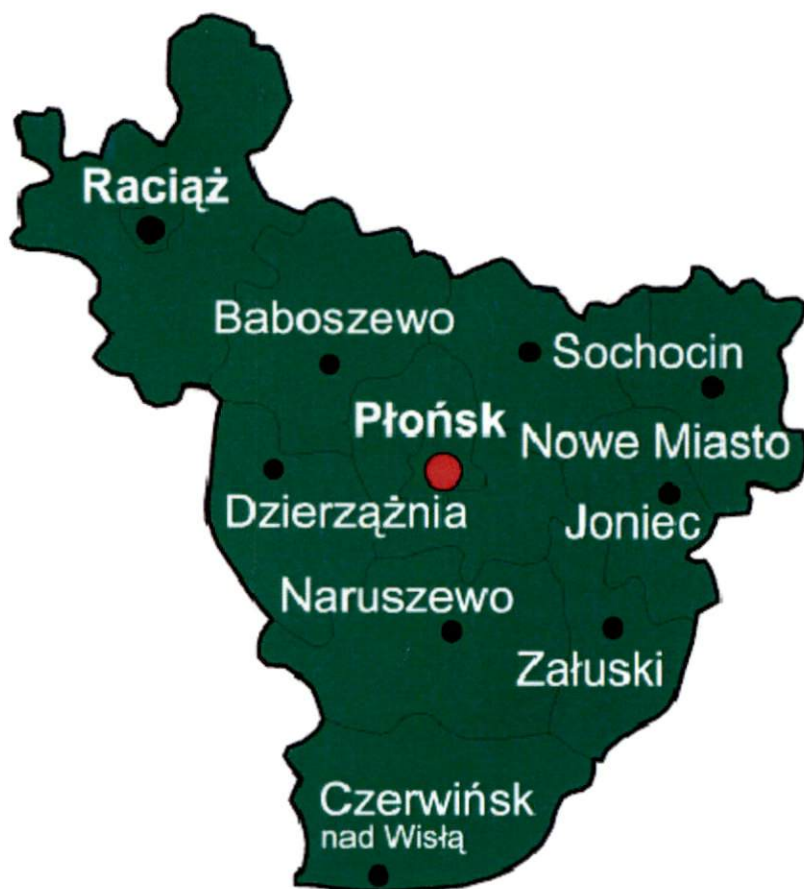 Raciąż
Baboszewo
Sochocin
Płońsk
Nowe Miasto
Dzierzążnia
Joniec
Naruszewo
Załuski
Czerwińsk
nad Wisłą